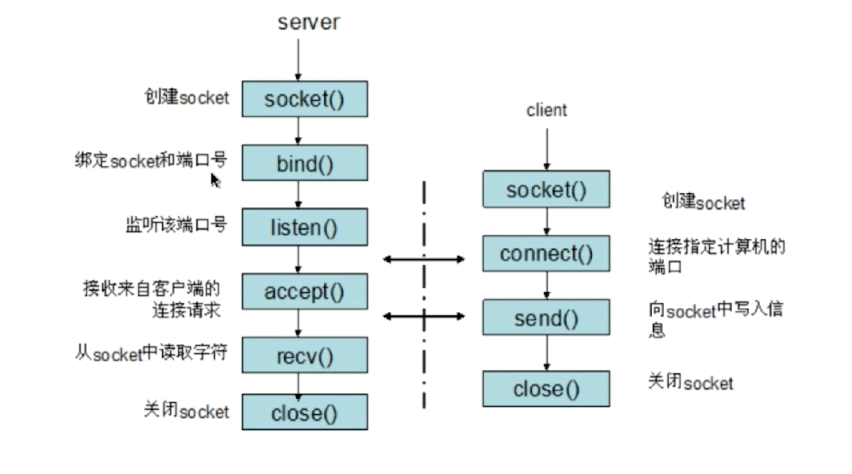 server
创建socket
socket()
绑定socket和端口号
bind()
监听该端口号
listen()
接收来自客户端的
连接请求
accept()
从socket中读取字符
recv()
关闭socket
close()
client
socket()
创建socket
connect()
连接指定计算机的
端口
send()
向socket中写入信
息
close()
关闭socket